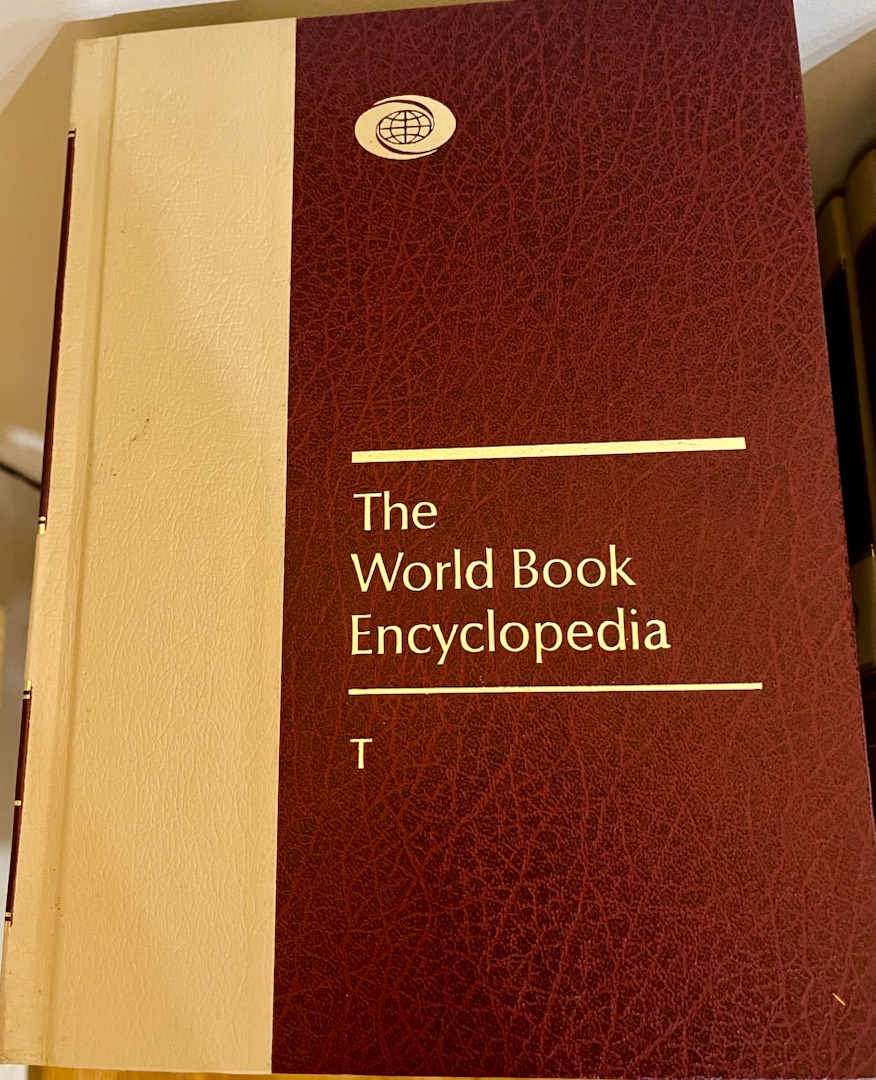 The
World Book
Encyclopedia
T